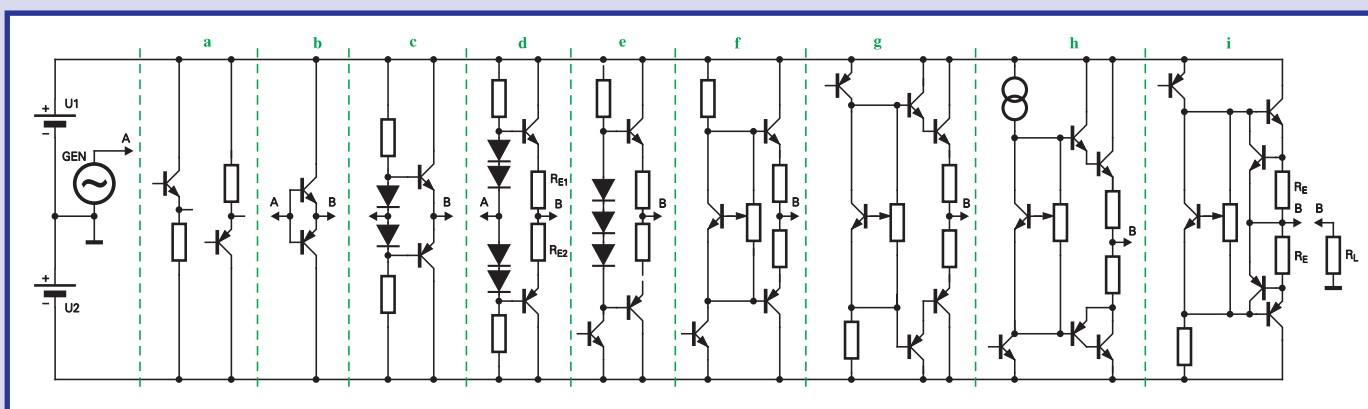 a b c d e f g h i
+ U1
-
GEN A
+
- U2
A B
B
A B
RE1
RE2
B
B
B
B
RE
B B
RE RL